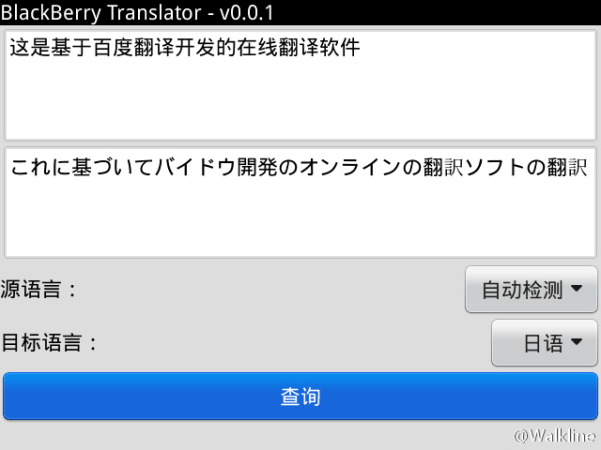 BlackBerry Translator - v0.0.1
这是基于百度翻译开发的在线翻译软件
これに基づいてバイドウ開発のオンラインの翻訳ソフトの翻訳
源语言：
自动检测
目标语言：
日语
查询
@Walkline